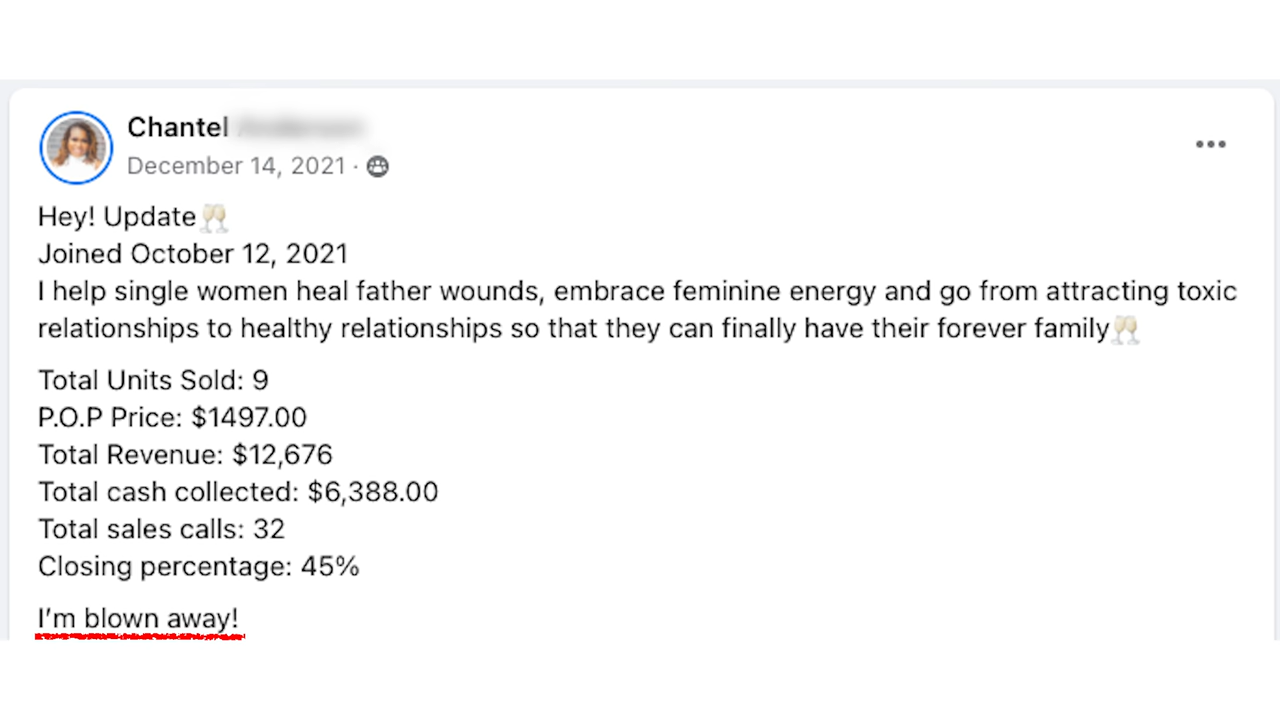 Chantel
December 14, 2021 ·
Hey! Update🥂
Joined October 12, 2021
I help single women heal father wounds, embrace feminine energy and go from attracting toxic
relationships to healthy relationships so that they can finally have their forever family🥂
Total Units Sold: 9
P.O.P Price: $1497.00
Total Revenue: $12,676
Total cash collected: $6,388.00
Total sales calls: 32
Closing percentage: 45%
I'm blown away!